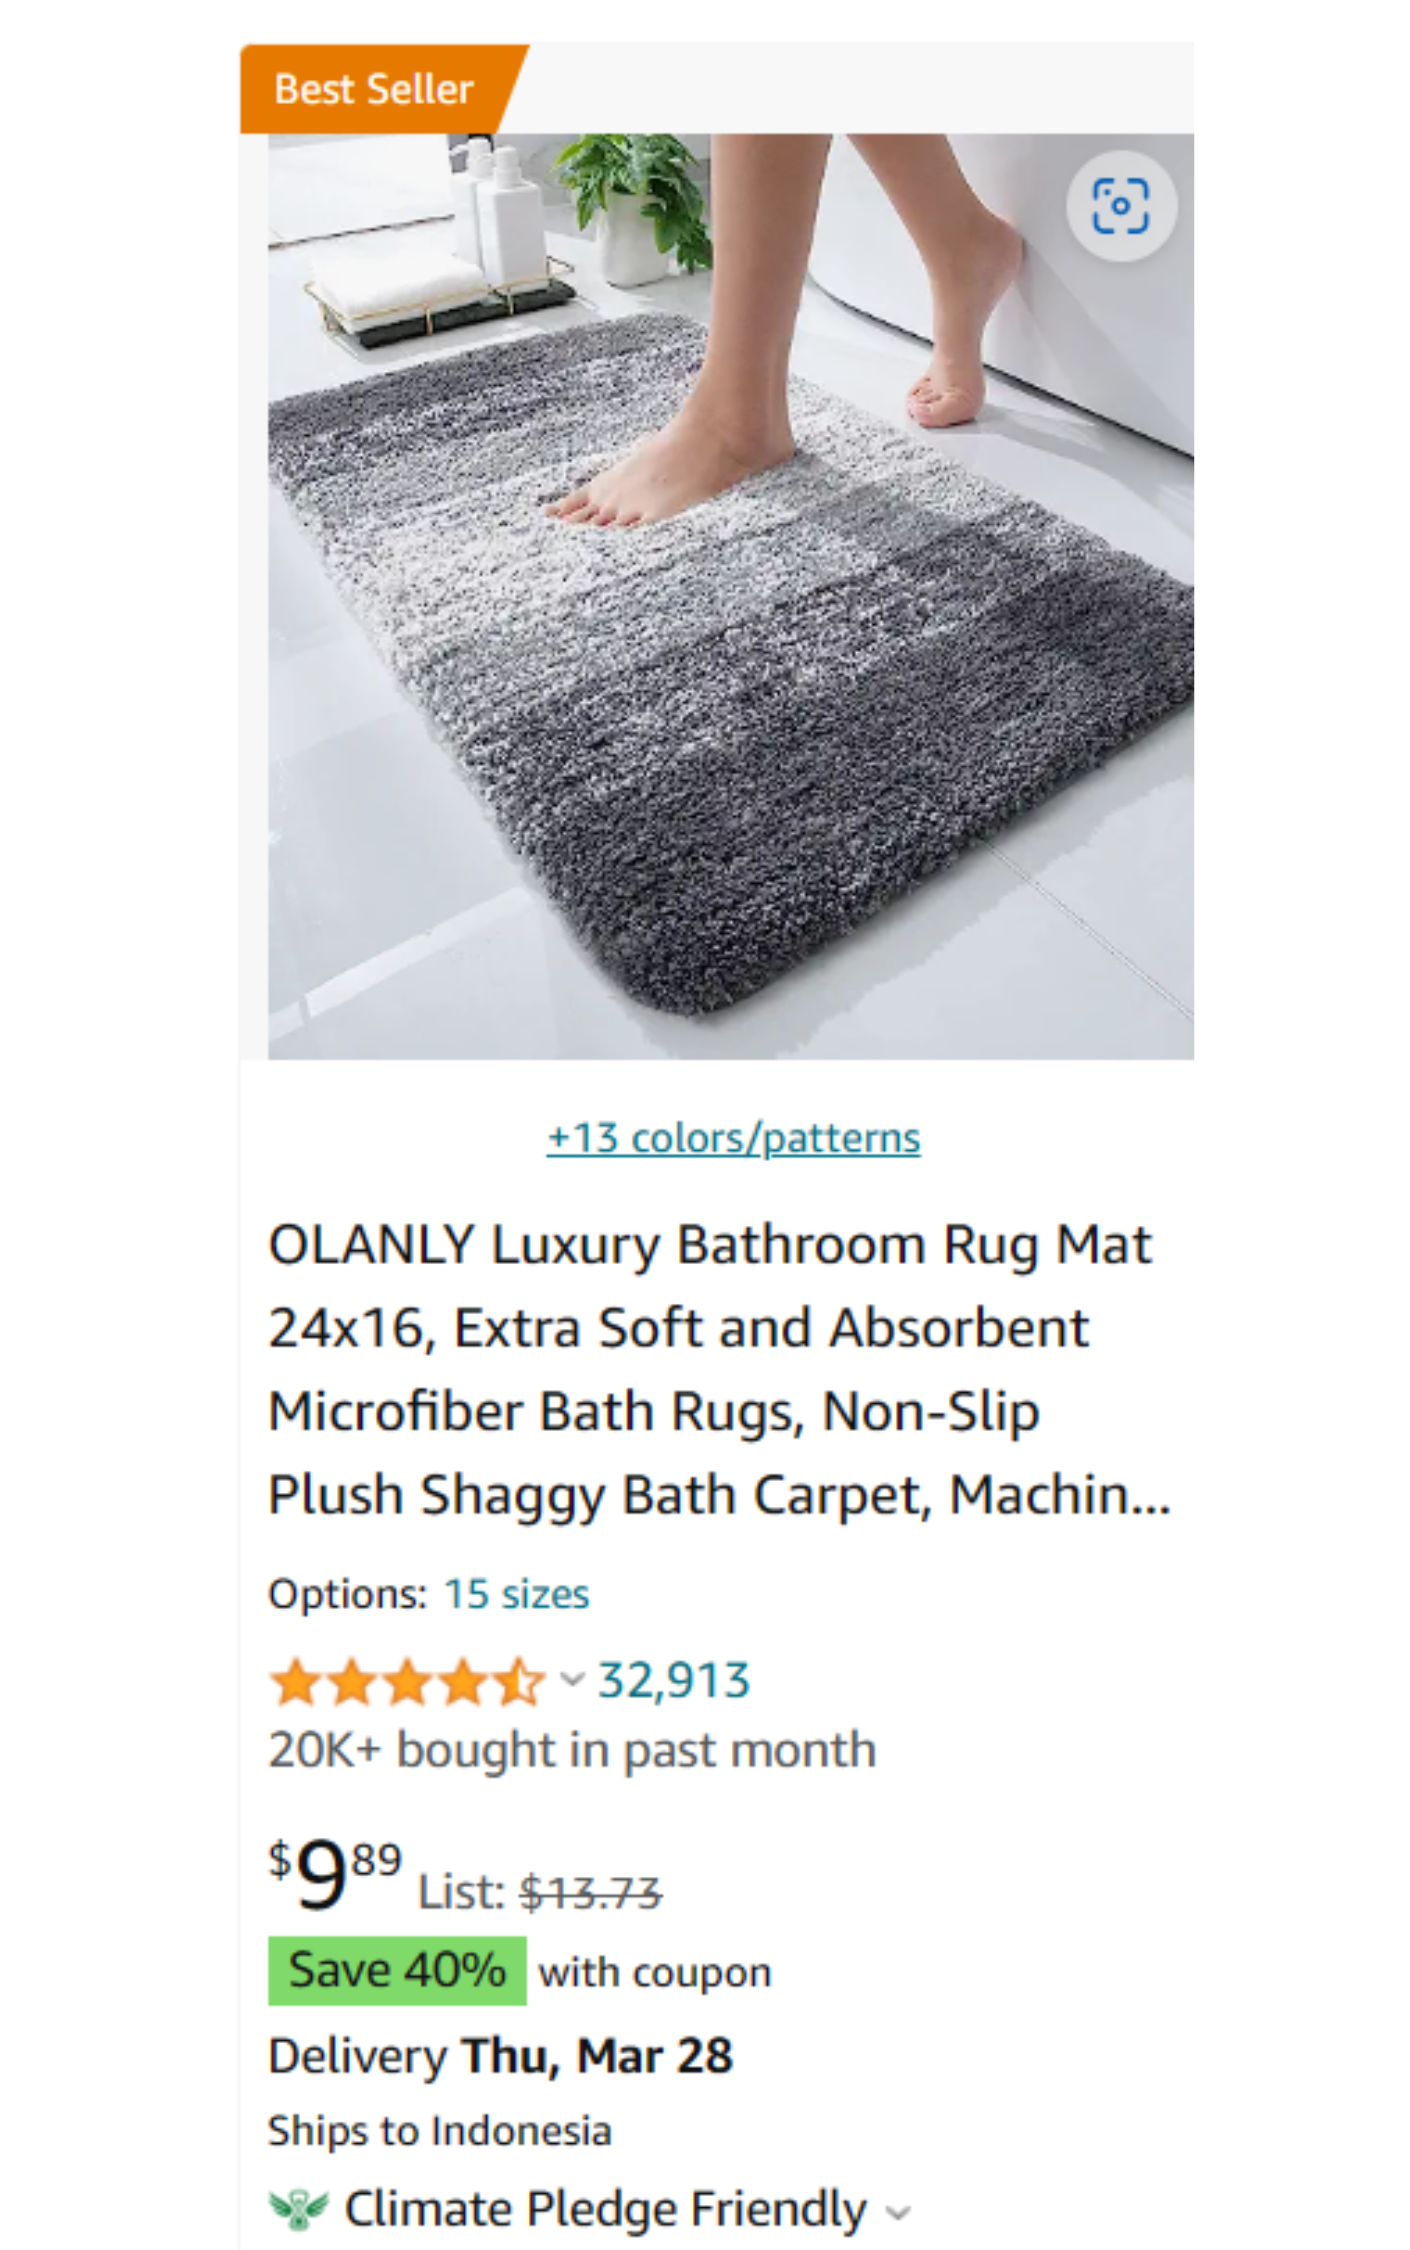 Best Seller
+13 colors/patterns
OLANLY Luxury Bathroom Rug Mat
24x16, Extra Soft and Absorbent
Microfiber Bath Rugs, Non-Slip
Plush Shaggy Bath Carpet, Machin...
Options: 15 sizes
32,913
20K+ bought in past month
$9.89 List: $13.73
Save 40% with coupon
Delivery Thu, Mar 28
Ships to Indonesia
Climate Pledge Friendly